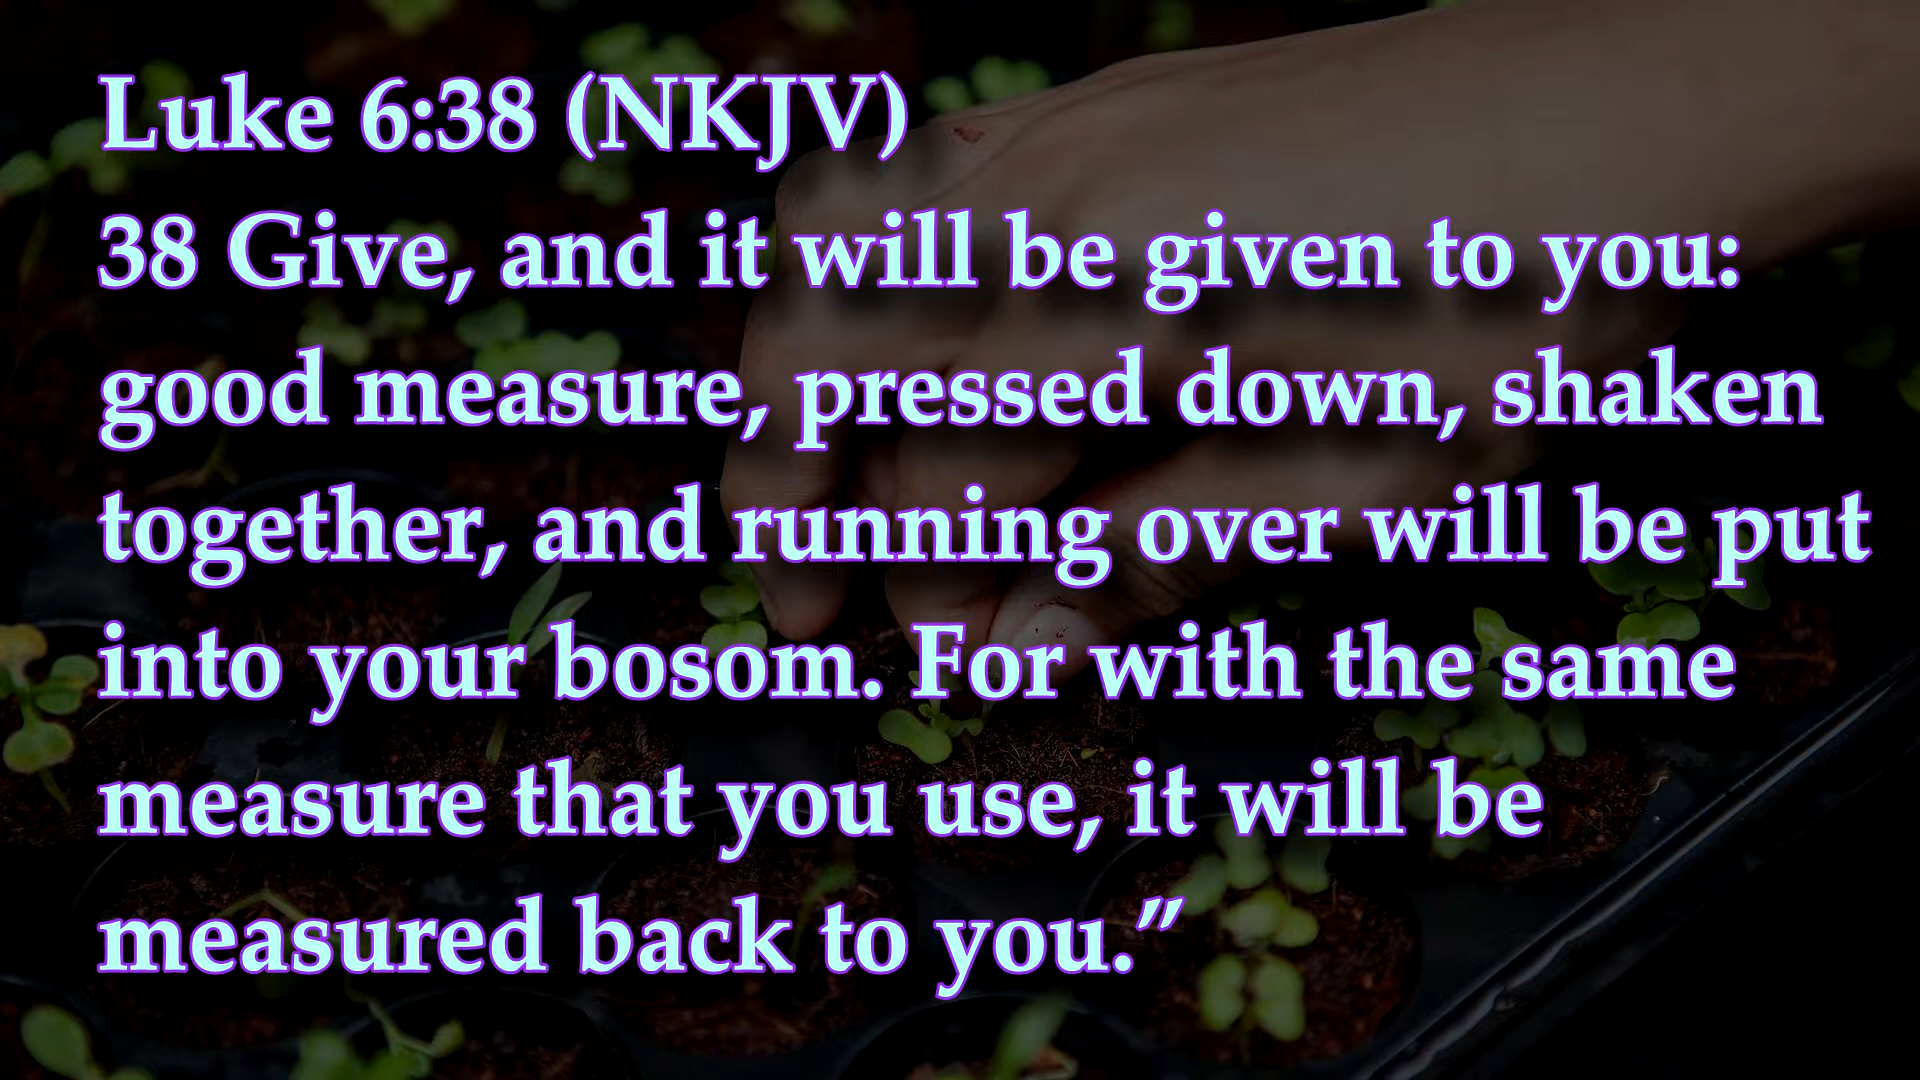 Luke 6:38 (NKJV)
38 Give, and it will be given to you:
good measure, pressed down, shaken
together, and running over will be put
into your bosom. For with the same
measure that you use, it will be
measured back to you.”